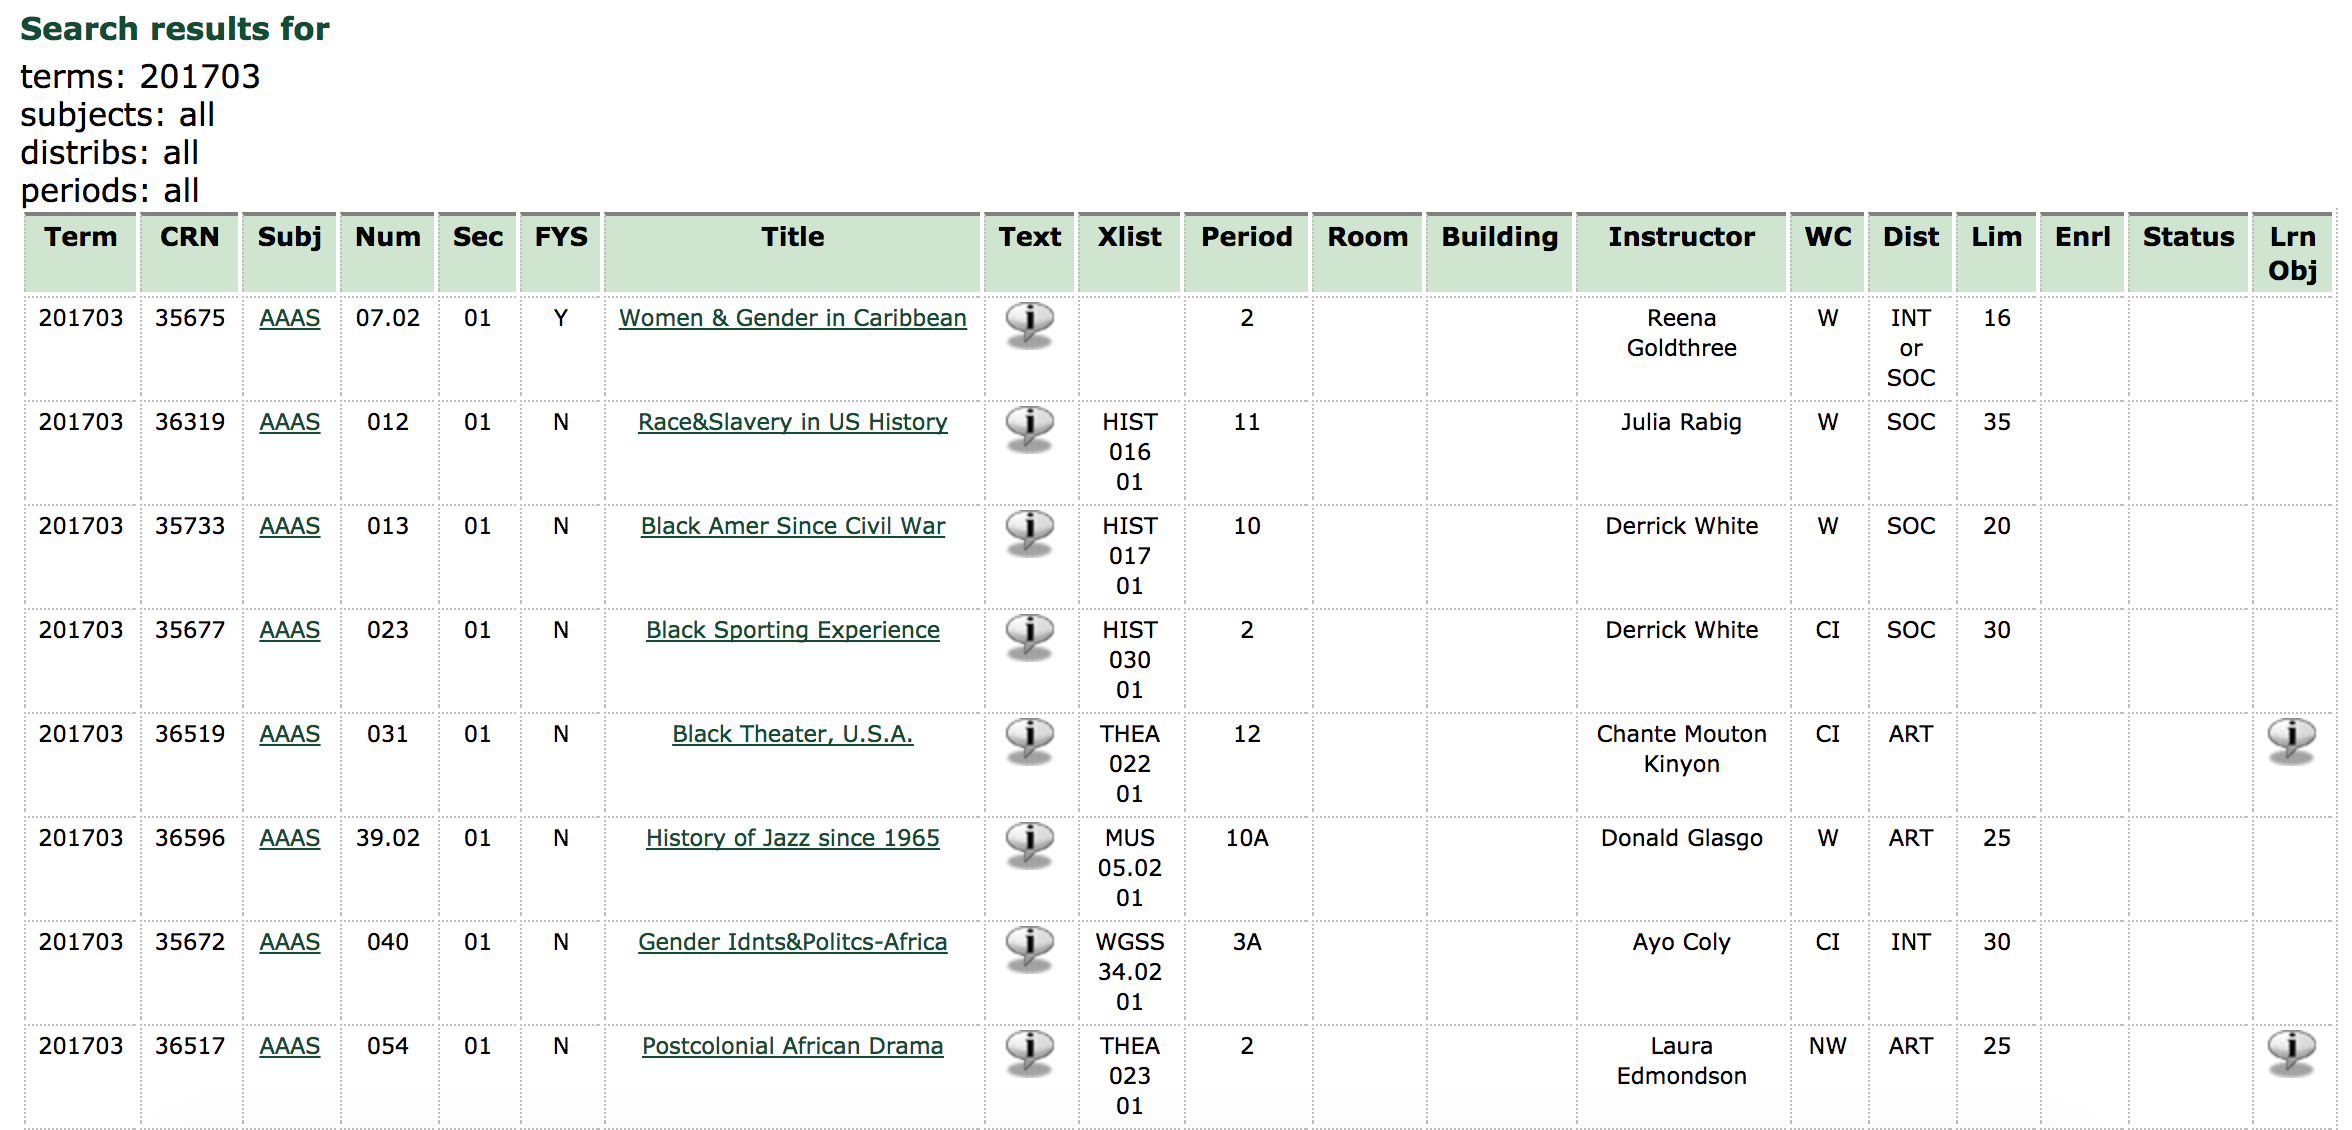 Search results for
terms: 201703
subjects: all
distribs: all
periods: all
Term CRN Subj Num Sec FYS Title Text Xlist Period Room Building Instructor WC Dist Lim Enrl Status Lrn
Obj
201703 35675 AAAS 07.02 01 Y Women & Gender in Caribbean i 2 Reena W INT 16
Goldthree or
SOC
201703 36319 AAAS 012 01 N Race&Slavery in US History i HIST 11 Julia Rabig W SOC 35
016
01
201703 35733 AAAS 013 01 N Black Amer Since Civil War i HIST 10 Derrick White W SOC 20
017
01
201703 35677 AAAS 023 01 N Black Sporting Experience i HIST 2 Derrick White CI SOC 30
030
01
201703 36519 AAAS 031 01 N Black Theater, U.S.A. i THEA 12 Chante Mouton CI ART i
022 Kinyon
01
201703 36596 AAAS 39.02 01 N History of Jazz since 1965 i MUS 10A Donald Glasgo W ART 25
05.02
01
201703 35672 AAAS 040 01 N Gender Idnts&Politcs-Africa i WGSS 3A Ayo Coly CI INT 30
34.02
01
201703 36517 AAAS 054 01 N Postcolonial African Drama i THEA 2 Laura NW ART 25 i
023 Edmondson
01